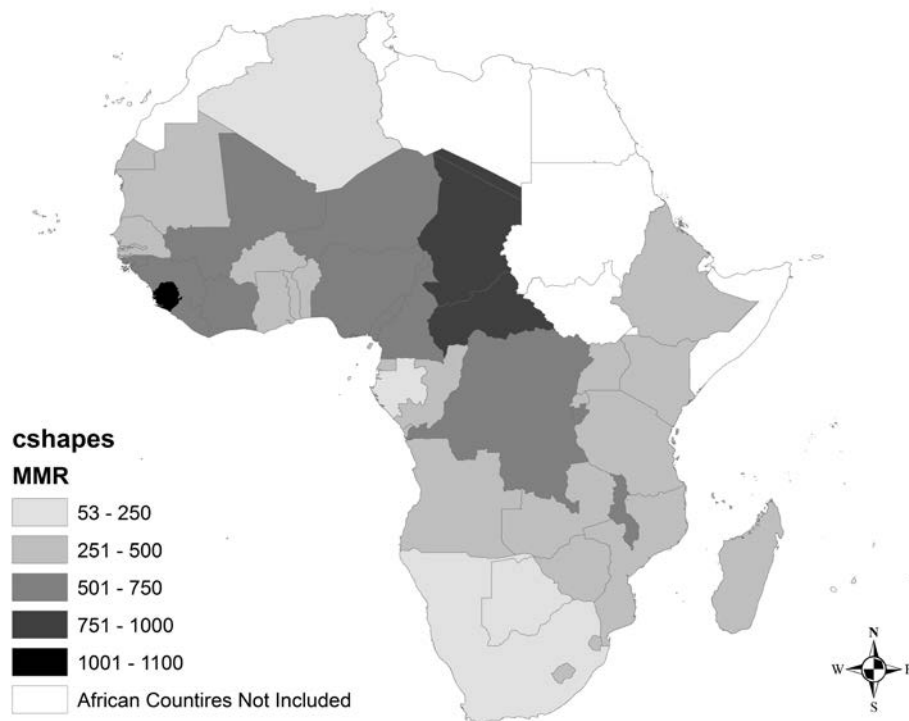 cshapes
MMR
53 - 250
251 - 500
501 - 750
751 - 1000
1001 - 1100
African Countires Not Included
N
W E
S